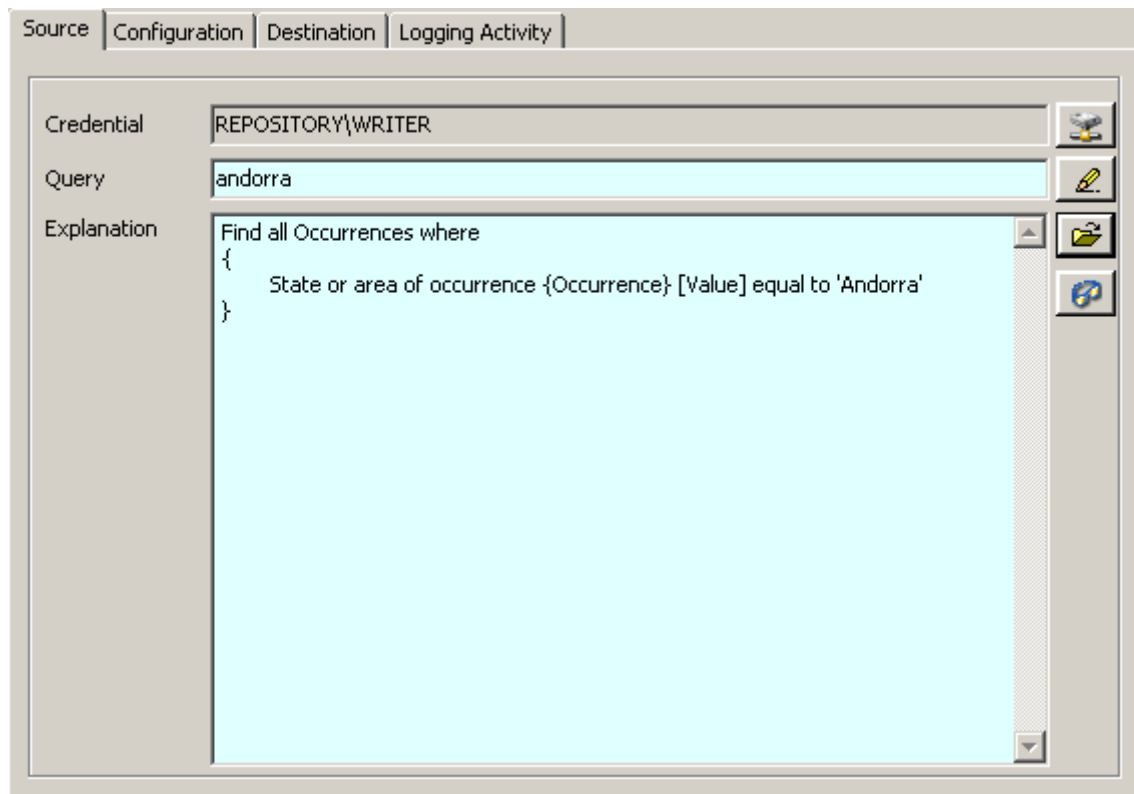 Source Configuration Destination Logging Activity
Credential REPOSITORY\WRITER
Query andorra
Explanation Find all Occurrences where
{
State or area of occurrence {Occurrence} [Value] equal to 'Andorra'
}